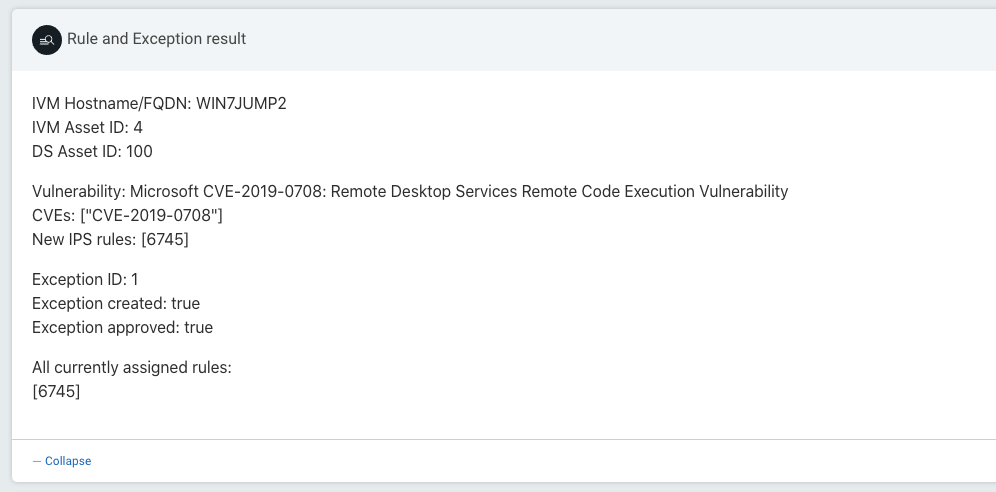 Rule and Exception result
IVM Hostname/FQDN: WIN7JUMP2
IVM Asset ID: 4
DS Asset ID: 100
Vulnerability: Microsoft CVE-2019-0708: Remote Desktop Services Remote Code Execution Vulnerability
CVEs: ["CVE-2019-0708"]
New IPS rules: [6745]
Exception ID: 1
Exception created: true
Exception approved: true
All currently assigned rules:
[6745]
— Collapse